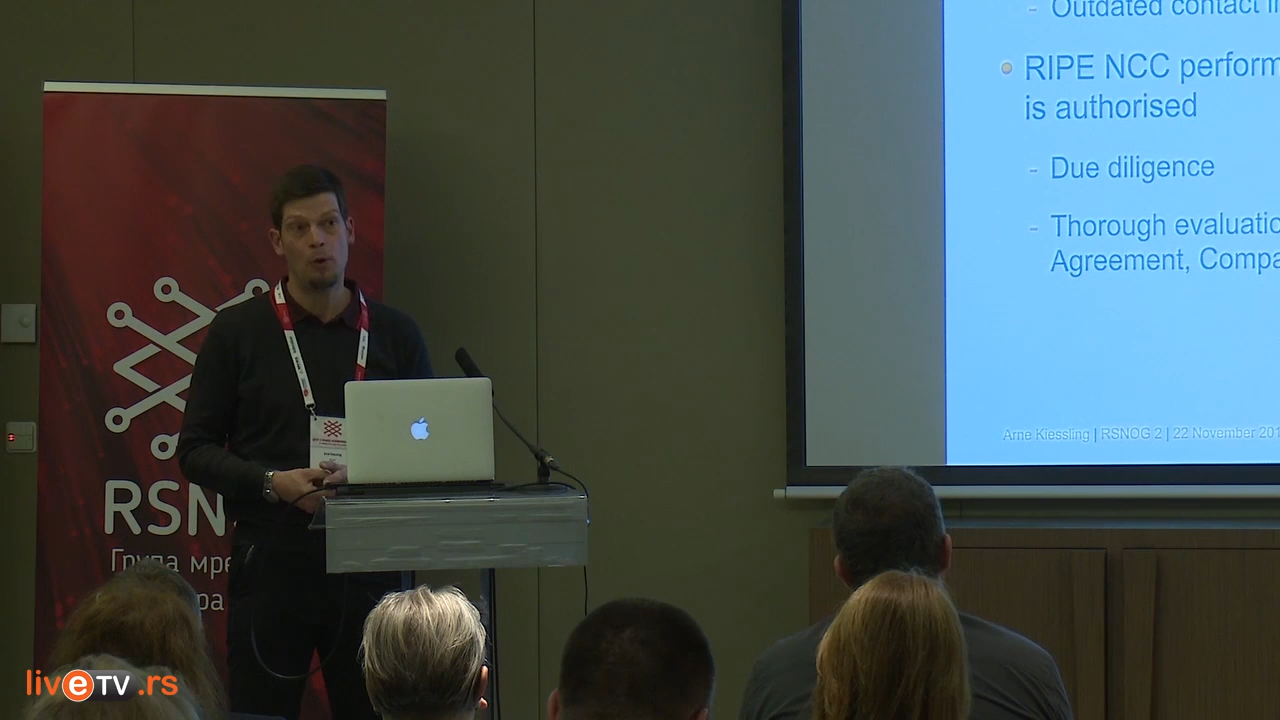 Outdated contact i
RIPE NCC perform
is authorised
Due diligence
Thorough evaluatio
Agreement, Compa
Arne Kiessling | RSNOG 2 | 22 November 201
RSN
Група мре
ра
livetv.rs